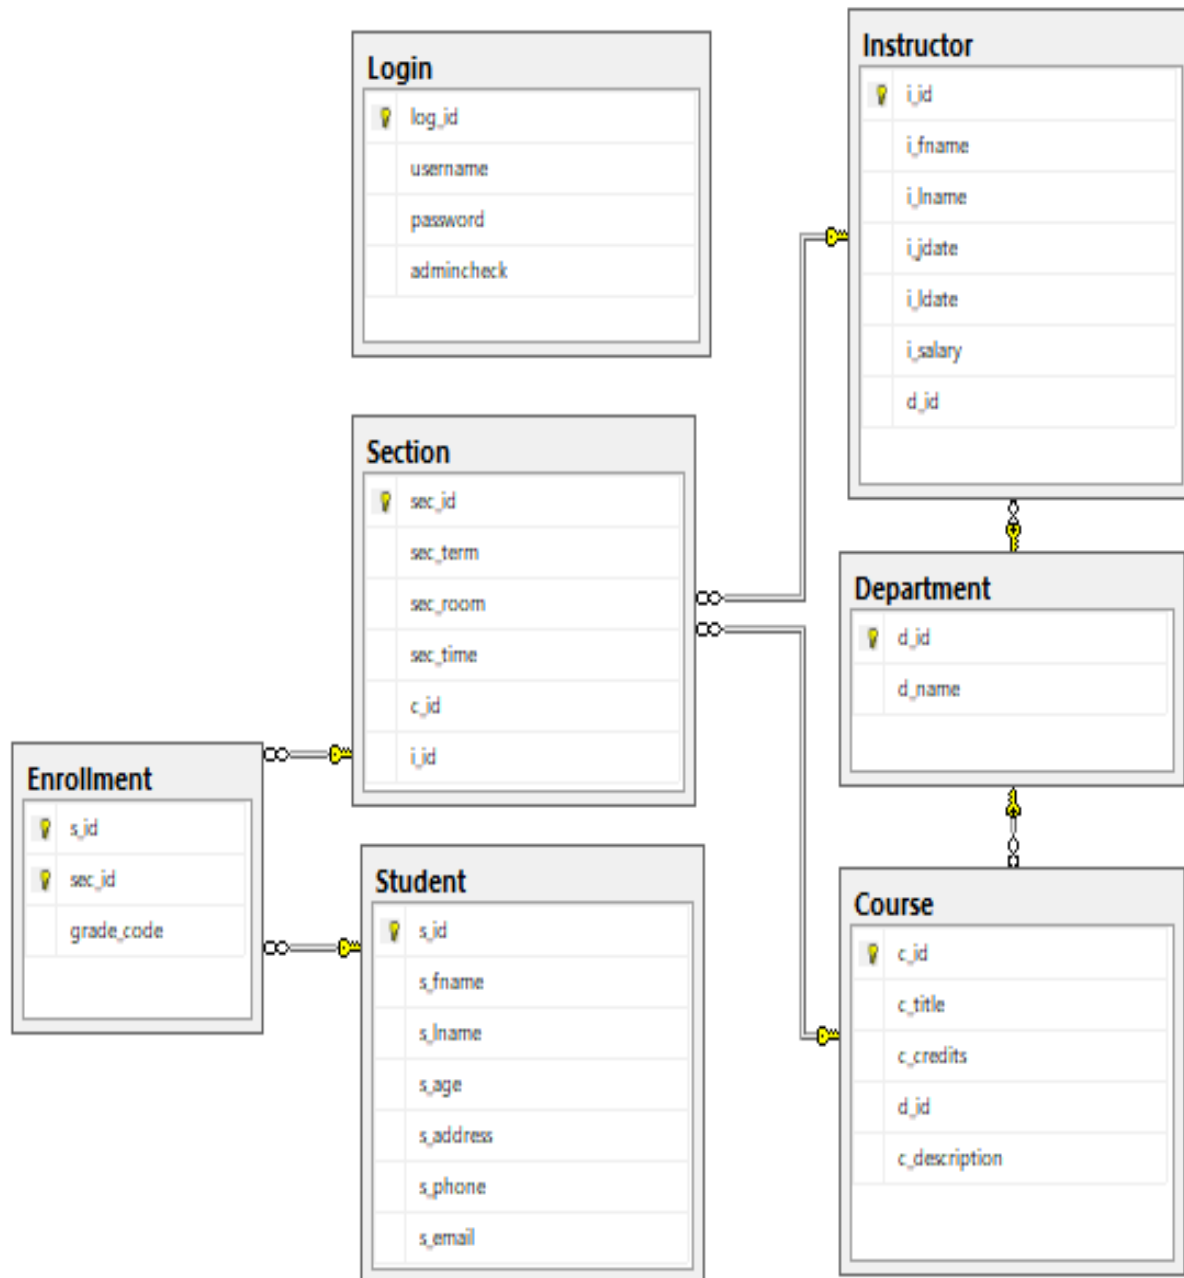 Login
log_id
username
password
admincheck
Instructor
i_id
i_fname
i_lname
i_jdate
i_ldate
i_salary
d_id
Section
sec_id
sec_term
sec_room
sec_time
c_id
i_id
Department
d_id
d_name
Enrollment
s_id
sec_id
grade_code
Student
s_id
s_fname
s_lname
s_age
s_address
s_phone
s_email
Course
c_id
c_title
c_credits
d_id
c_description